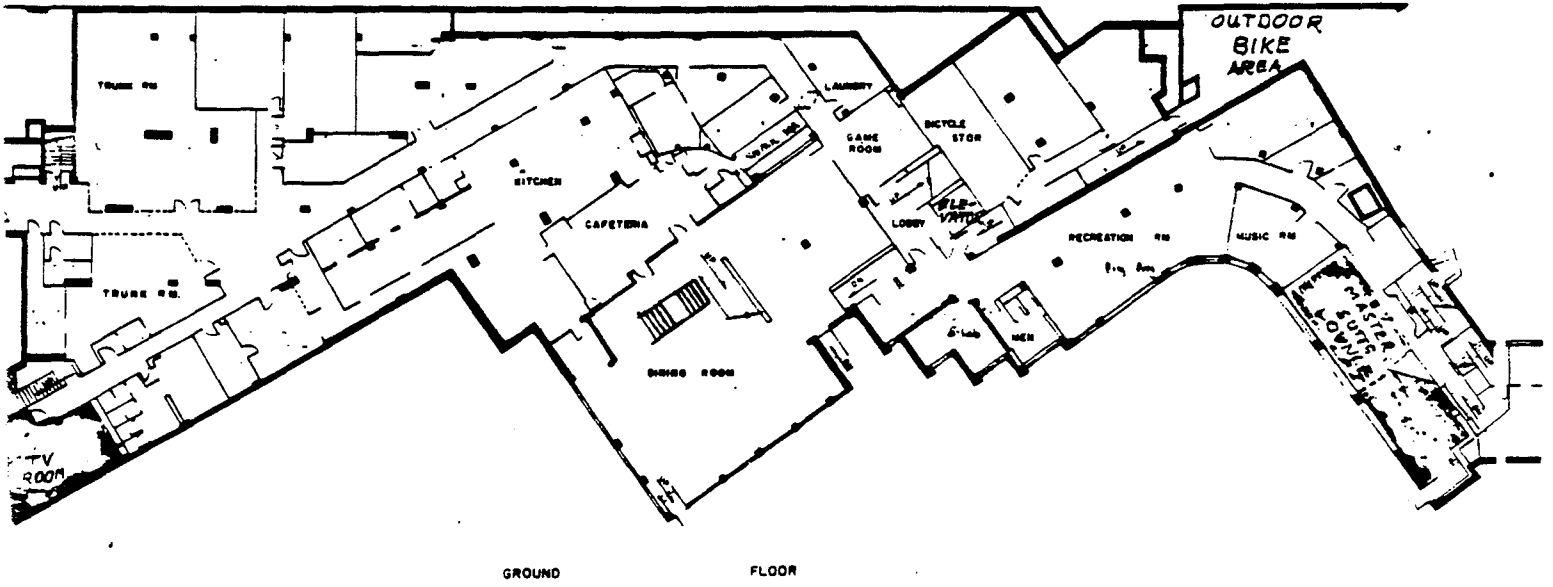 OUTDOOR
BIKE
AREA
TRUNK RM
LAUNDRY
GAME
ROOM
BICYCLE
STOR
KITCHEN
CAFETERIA
LOBBY
ELE-
VATOR
RECREATION RM
MUSIC RM
TRUNK RM.
MASTER
SUITE
MEN
DINING ROOM
TV
ROOM
GROUND FLOOR